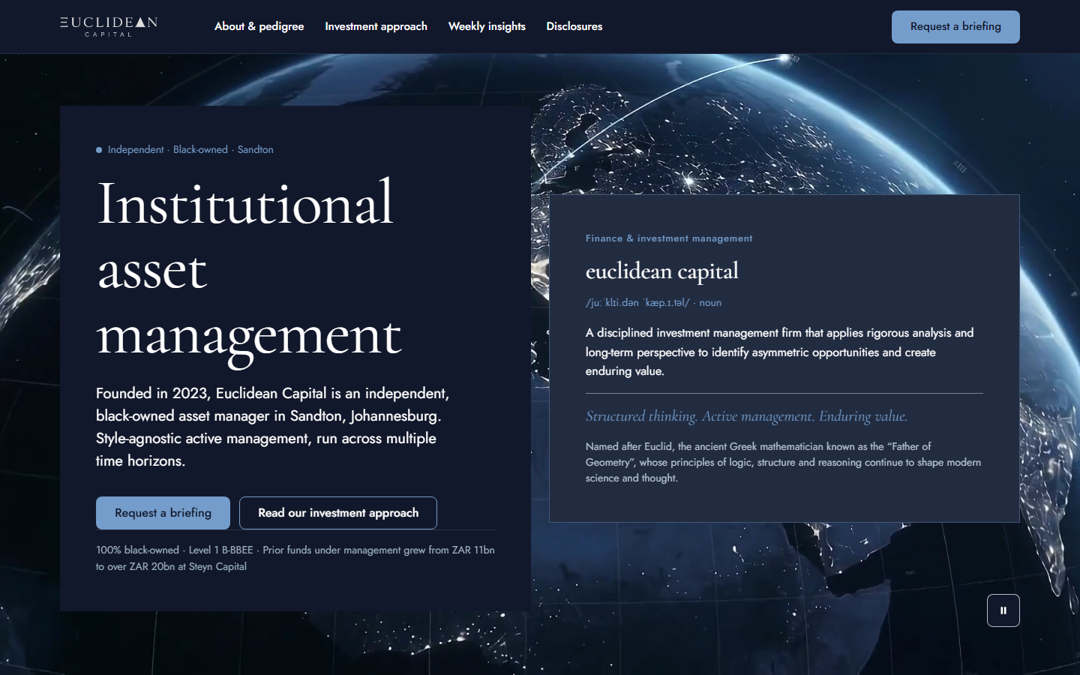 EUCLIDEAN
CAPITAL
About & pedigree
Investment approach
Weekly insights
Disclosures
Request a briefing
Independent · Black-owned · Sandton
Institutional
asset
management
Founded in 2023, Euclidean Capital is an independent,
black-owned asset manager in Sandton, Johannesburg.
Style-agnostic active management, run across multiple
time horizons.
Request a briefing
Read our investment approach
100% black-owned · Level 1 B-BBEE · Prior funds under management grew from ZAR 11bn
to over ZAR 20bn at Steyn Capital
Finance & investment management
euclidean capital
/juːˈklɪi.dən ˈkæp.ɪ.təl/ · noun
A disciplined investment management firm that applies rigorous analysis and
long-term perspective to identify asymmetric opportunities and create
enduring value.
Structured thinking. Active management. Enduring value.
Named after Euclid, the ancient Greek mathematician known as the “Father of
Geometry”, whose principles of logic, structure and reasoning continue to shape modern
science and thought.